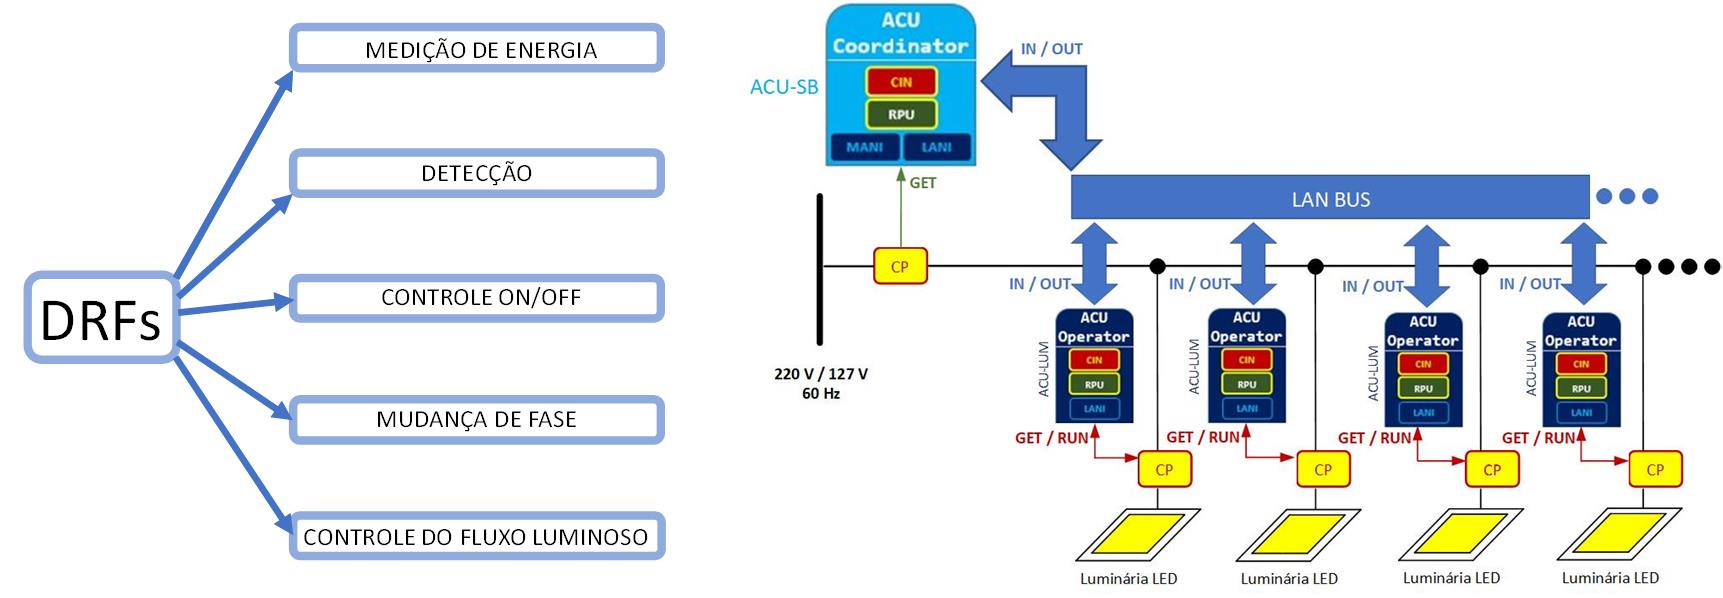 DRFs
MEDIÇÃO DE ENERGIA
DETECÇÃO
CONTROLE ON/OFF
MUDANÇA DE FASE
CONTROLE DO FLUXO LUMINOSO
ACU
Coordinator
CIN
RPU
MANI LANI
ACU-SB
IN / OUT
GET
LAN BUS
CP
220 V / 127 V
60 Hz
IN / OUT
IN / OUT
IN / OUT
IN / OUT
ACU
Operator
CIN
RPU
LANI
ACU-LUM
ACU
Operator
CIN
RPU
LANI
ACU-LUM
ACU
Operator
CIN
RPU
LANI
ACU-LUM
ACU
Operator
CIN
RPU
LANI
ACU-LUM
GET / RUN
GET / RUN
GET / RUN
GET / RUN
CP
CP
CP
CP
Luminária LED
Luminária LED
Luminária LED
Luminária LED